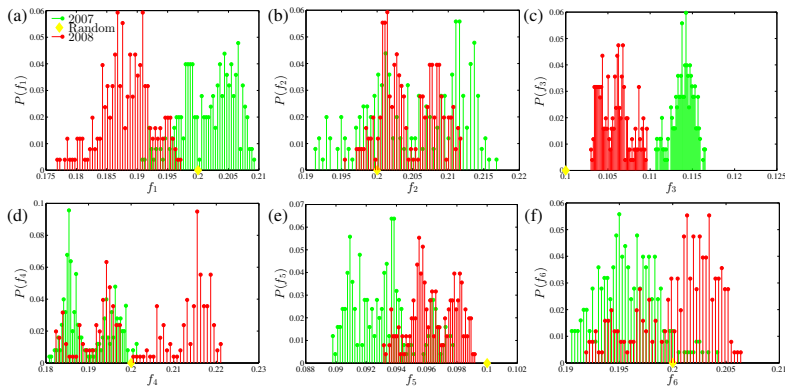 (a)
2007
Random
2008
P(f₁)
0.06
0.05
0.04
0.03
0.02
0.01
0
0.175 0.18 0.185 0.19 0.195 0.2 0.205 0.21
f₁
(b)
P(f₂)
0.06
0.05
0.04
0.03
0.02
0.01
0
0.19 0.195 0.2 0.205 0.21 0.215 0.22
f₂
(c)
P(f₃)
0.06
0.05
0.04
0.03
0.02
0.01
0
0.1 0.105 0.11 0.115 0.12 0.125
f₃
(d)
P(f₄)
0.1
0.08
0.06
0.04
0.02
0
0.18 0.19 0.2 0.21 0.22 0.23
f₄
(e)
P(f₅)
0.07
0.06
0.05
0.04
0.03
0.02
0.01
0
0.088 0.09 0.092 0.094 0.096 0.098 0.1 0.102
f₅
(f)
P(f₆)
0.06
0.05
0.04
0.03
0.02
0.01
0
0.19 0.195 0.2 0.205 0.21
f₆